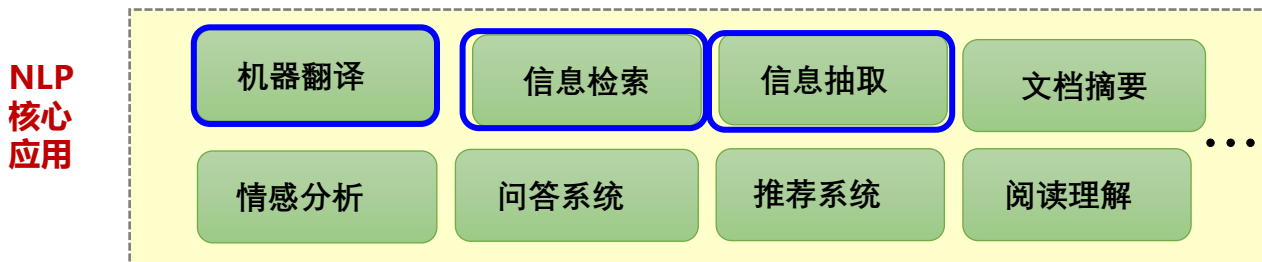 NLP
核心
应用
机器翻译
信息检索
信息抽取
文档摘要
情感分析
问答系统
推荐系统
阅读理解
...